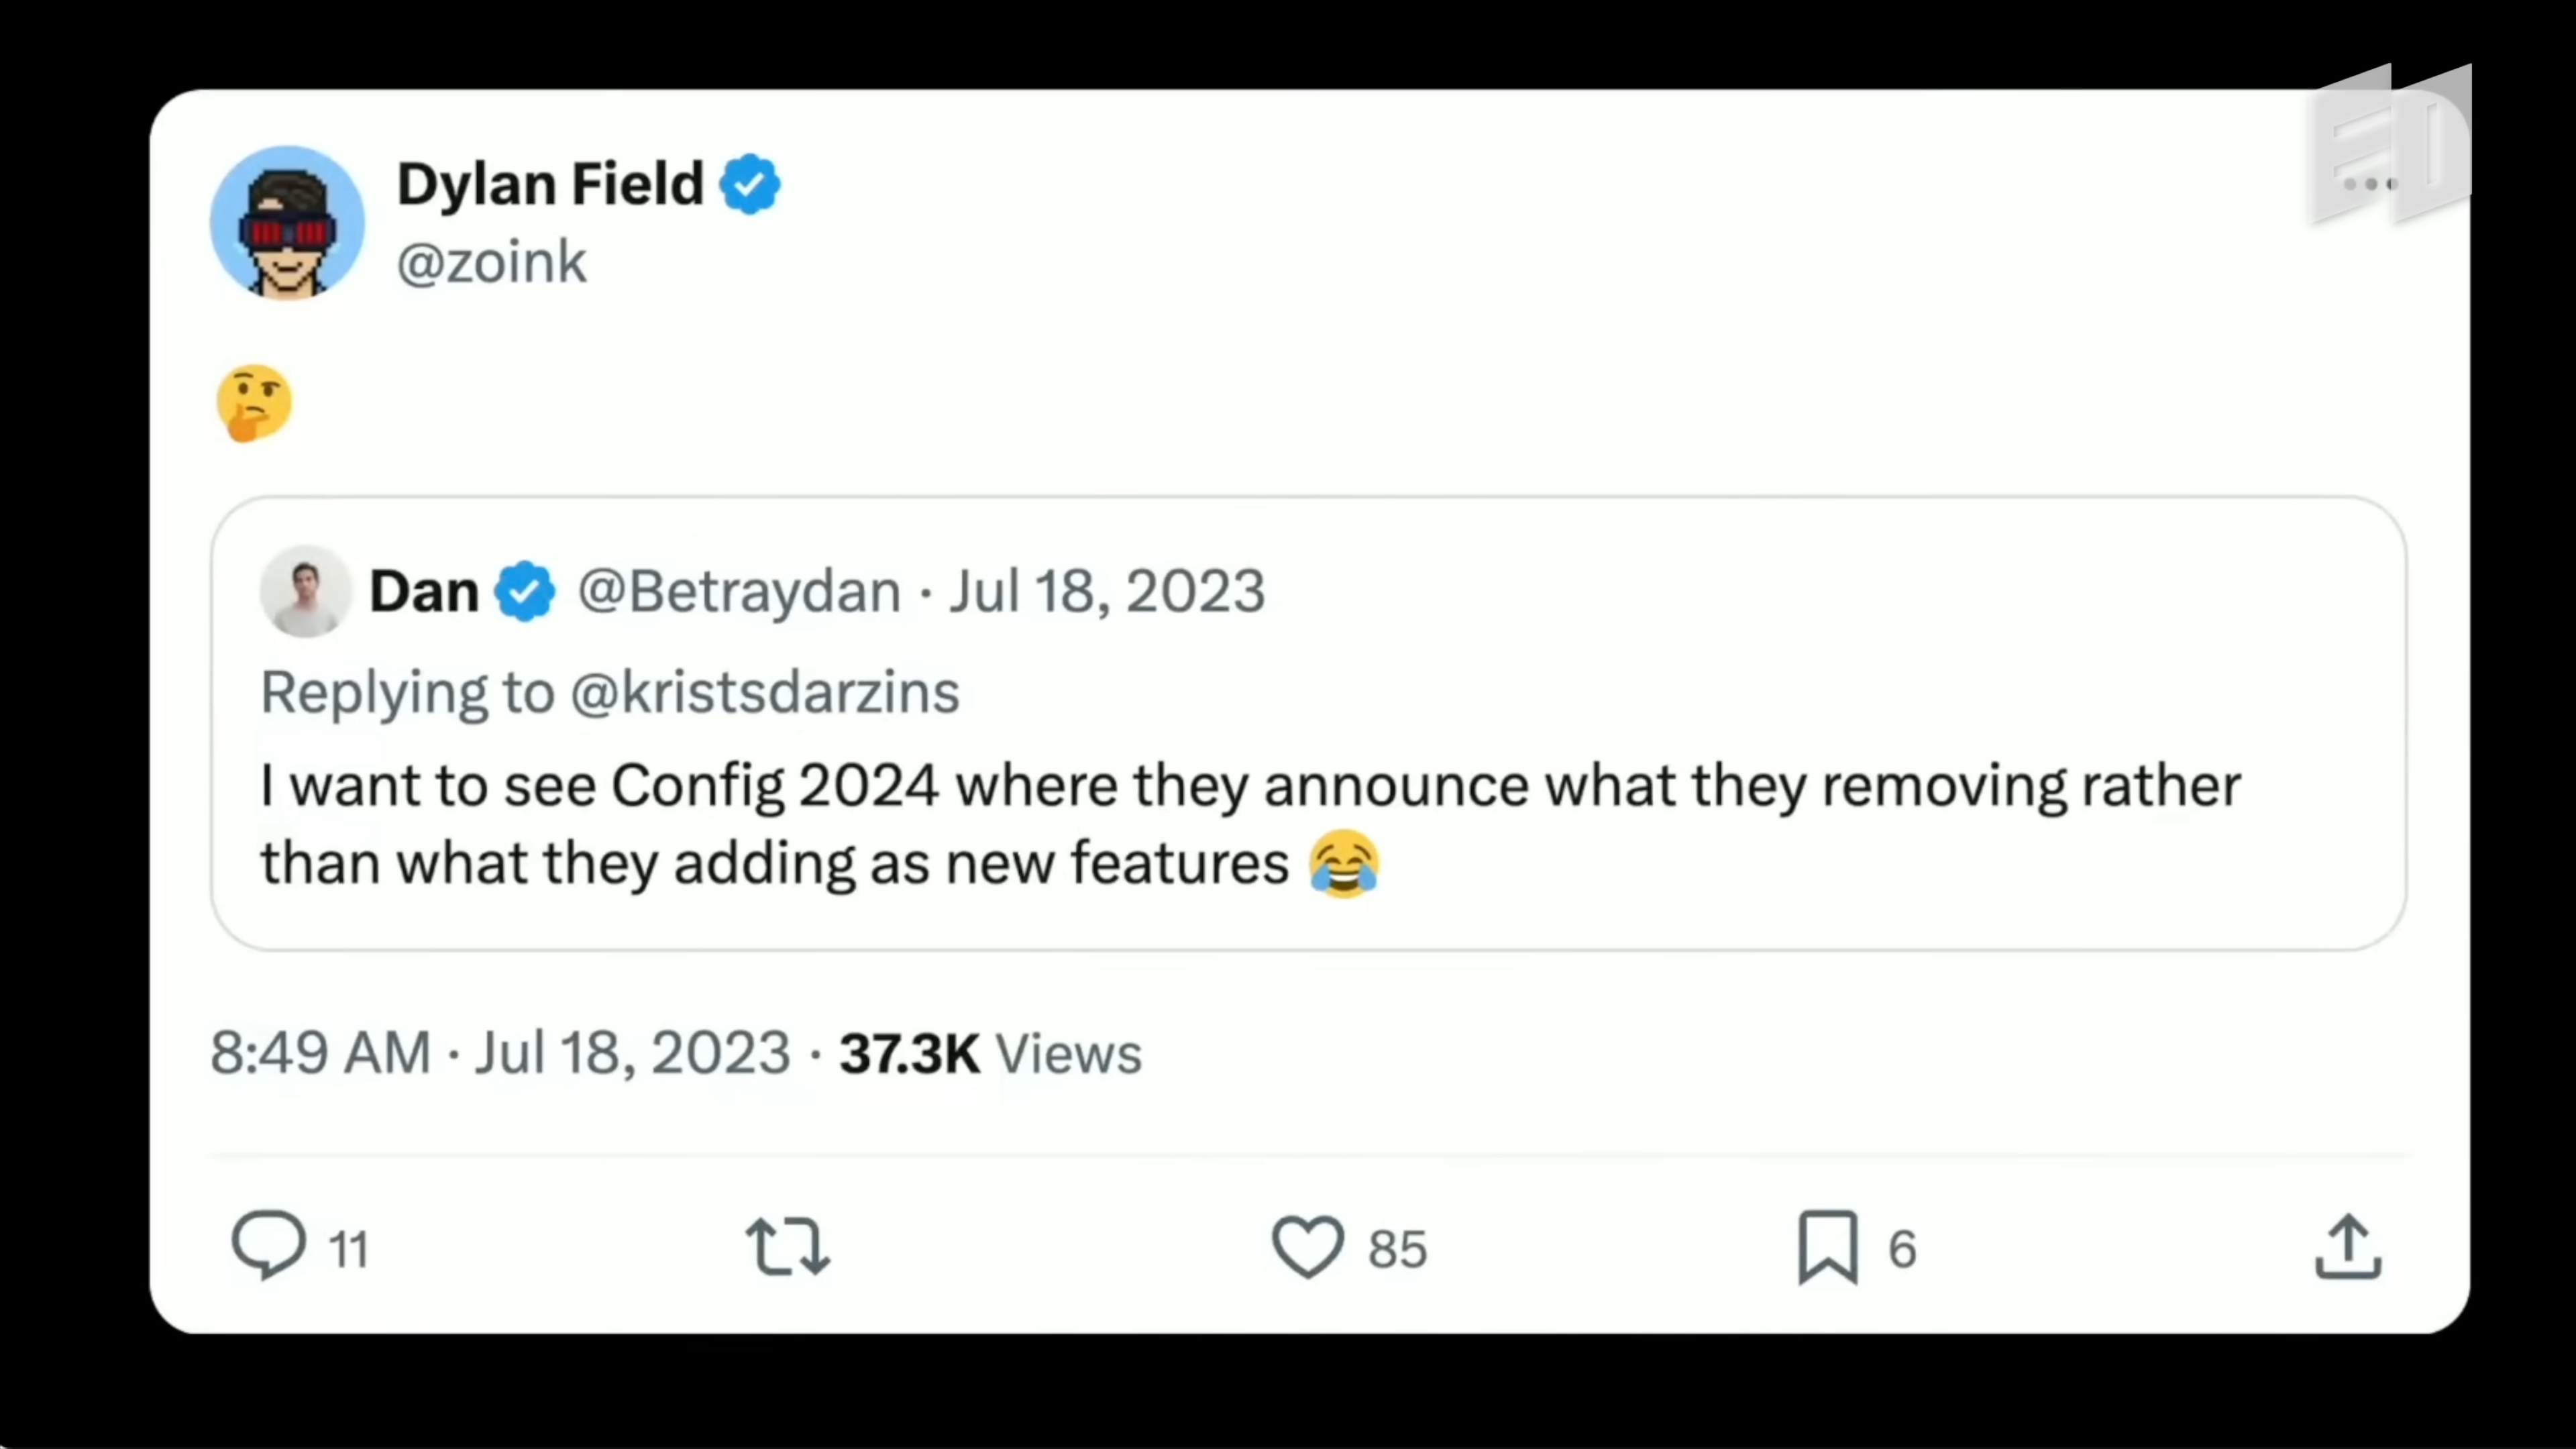 Dylan Field
@zoink
🤔
Dan @Betraydan · Jul 18, 2023
Replying to @kristsdarzins
I want to see Config 2024 where they announce what they removing rather
than what they adding as new features 😂
8:49 AM · Jul 18, 2023 · 37.3K Views
11 85 6
ED